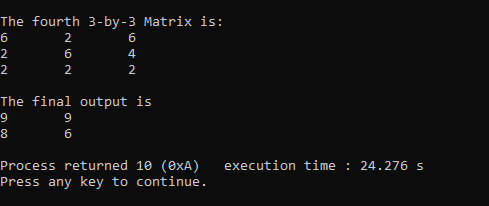 The fourth 3-by-3 Matrix is:
6 2 6
2 6 4
2 2 2
The final output is
9 9
8 6
Process returned 10 (0xA) execution time : 24.276 s
Press any key to continue.